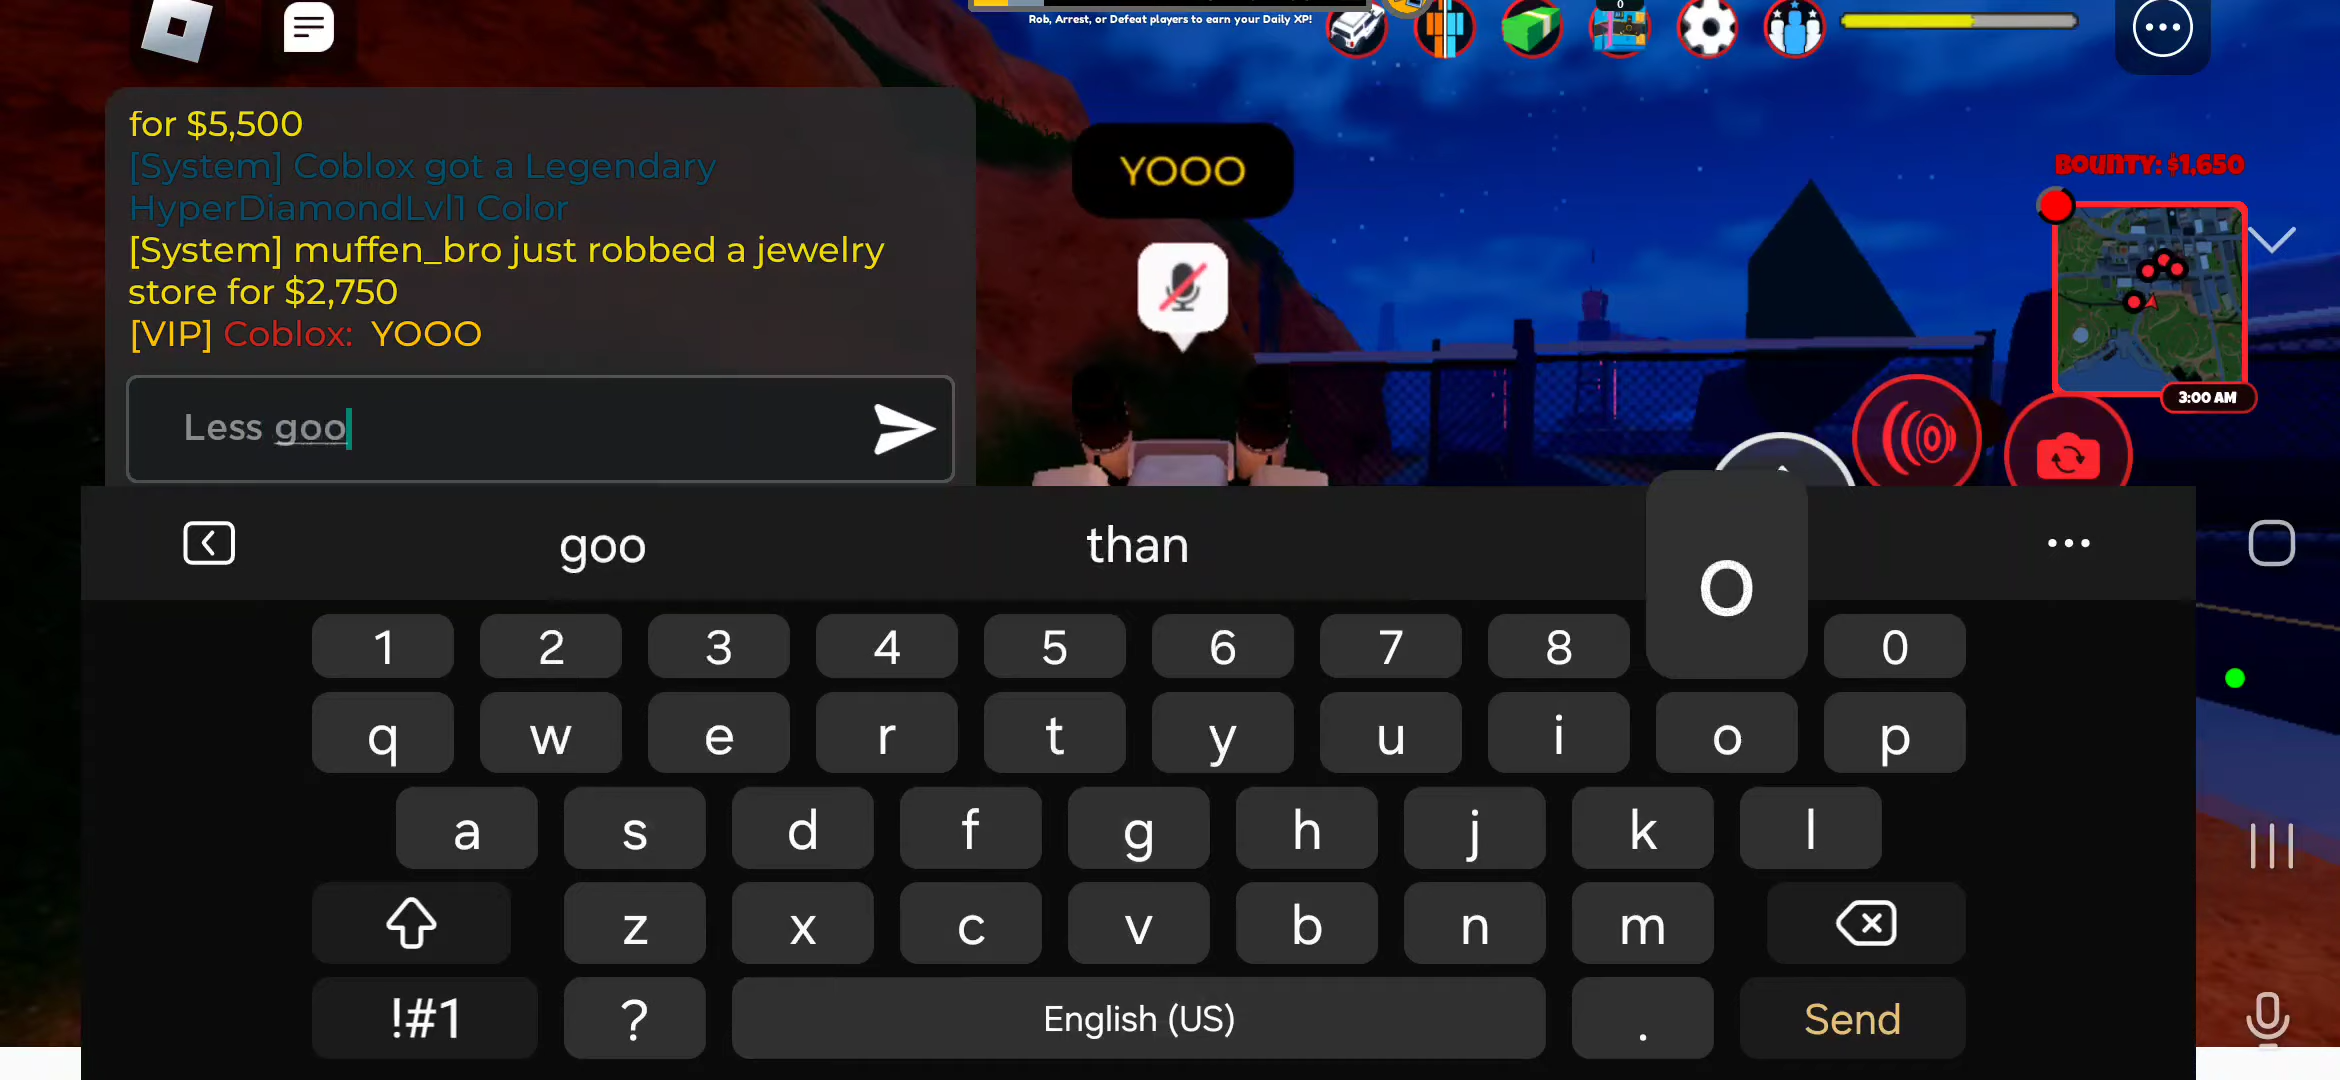 Rob, Arrest, or Defeat players to earn your Daily XP!
0
for $5,500
[System] Coblox got a Legendary
HyperDiamondLvl1 Color
[System] muffen_bro just robbed a jewelry
store for $2,750
[VIP] Coblox: YOOO
YOOO
BOUNTY: $1,650
3:00 AM
Less goo
goo than
o
1 2 3 4 5 6 7 8 0
q w e r t y u i o p
a s d f g h j k l
z x c v b n m
!#1 ? English (US) . Send